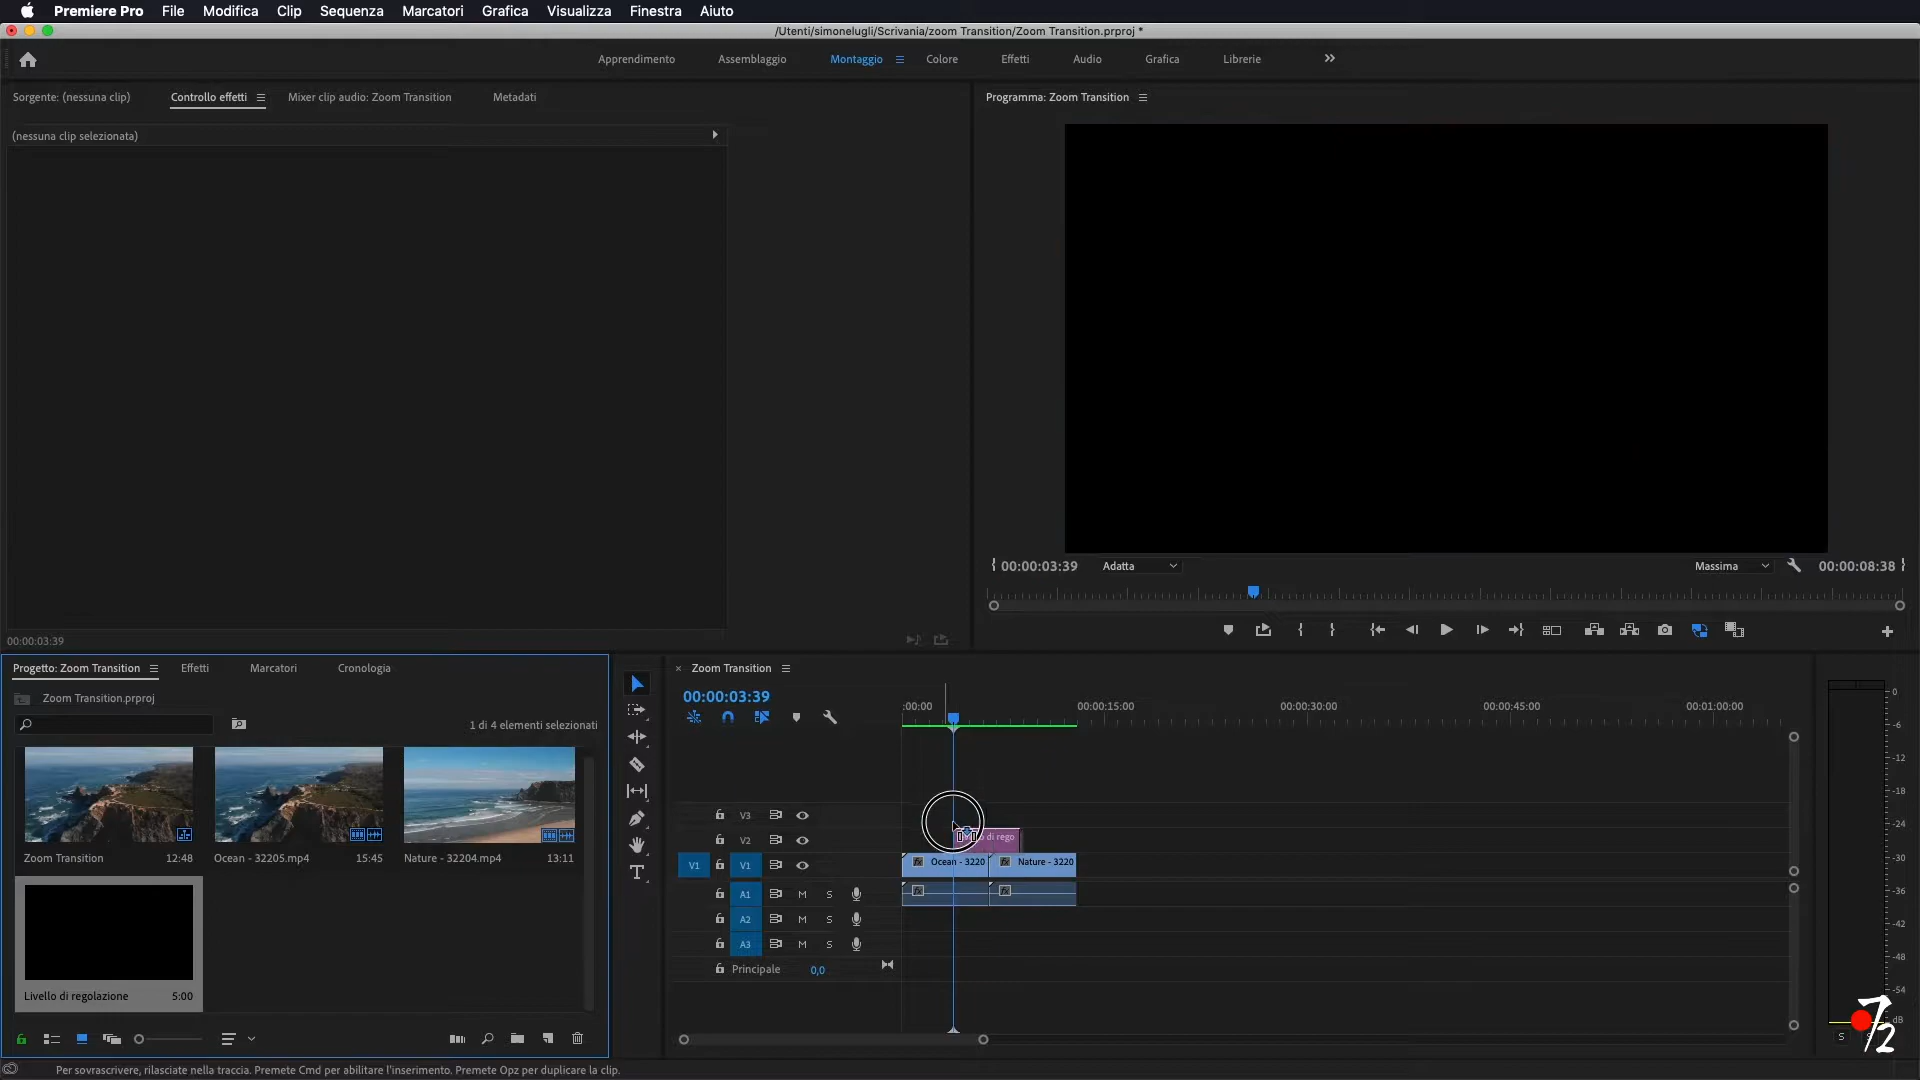 Premiere Pro File Modifica Clip Sequenza Marcatori Grafica Visualizza Finestra Aiuto
/Utenti/simonelugli/Scrivania/zoom Transition/Zoom Transition.prproj *
Apprendimento Assemblaggio Montaggio Colore Effetti Audio Grafica Librerie
Sorgente: (nessuna clip) Controllo effetti Mixer clip audio: Zoom Transition Metadati
Programma: Zoom Transition
(nessuna clip selezionata)
00:00:03:39 Adatta Massima 00:00:08:38
00:00:03:39
Progetto: Zoom Transition Effetti Marcatori Cronologia
Zoom Transition.prproj
1 di 4 elementi selezionati
Zoom Transition 12:48
Ocean - 32205.mp4 15:45
Nature - 32204.mp4 13:11
Livello di regolazione 5:00
× Zoom Transition
00:00:03:39
:00:00 00:00:15:00 00:00:30:00 00:00:45:00 00:01:00:00
V3
V2 o di rego
V1 V1 fx Ocean - 3220 fx Nature - 3220
A1 M S
A2 M S
A3 M S
Principale 0,0
0
-6
-12
-18
-24
-30
-36
-42
-48
-54
dB
S
72
Per sovrascrivere, rilasciate nella traccia. Premete Cmd per abilitare l'inserimento. Premete Opz per duplicare la clip.